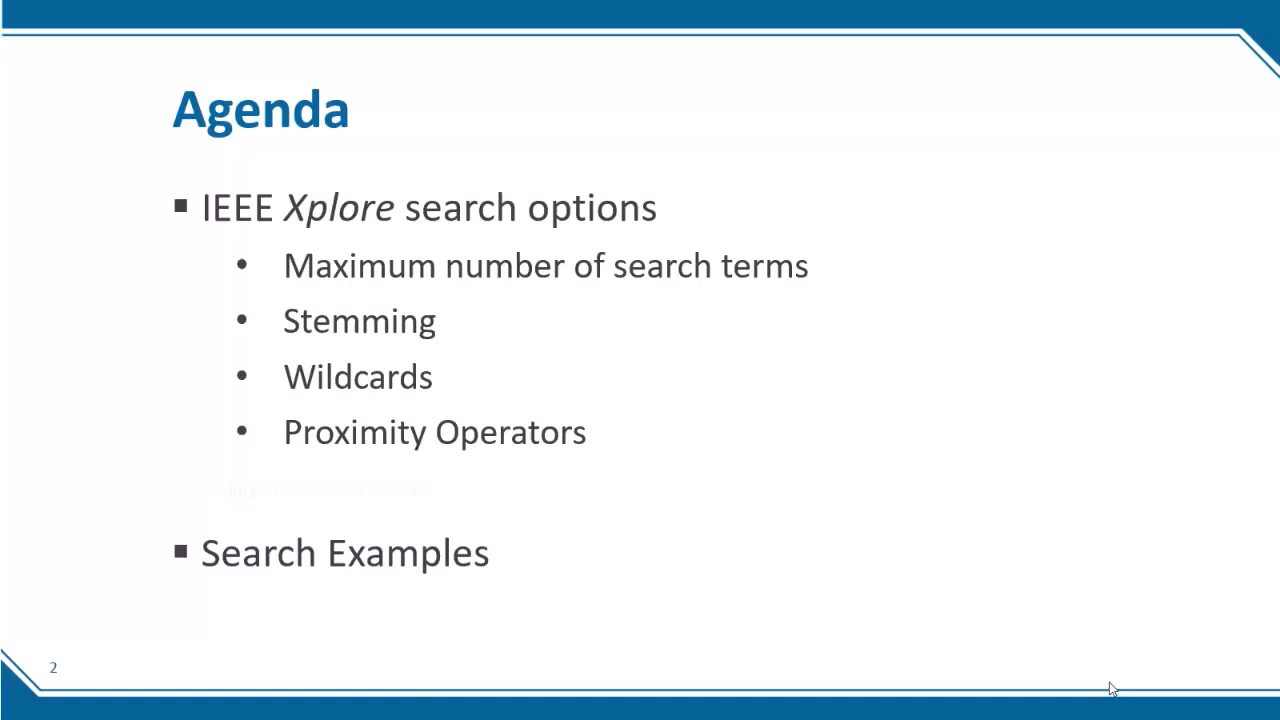 Agenda
▪ IEEE Xplore search options
• Maximum number of search terms
• Stemming
• Wildcards
• Proximity Operators
▪ Search Examples
2